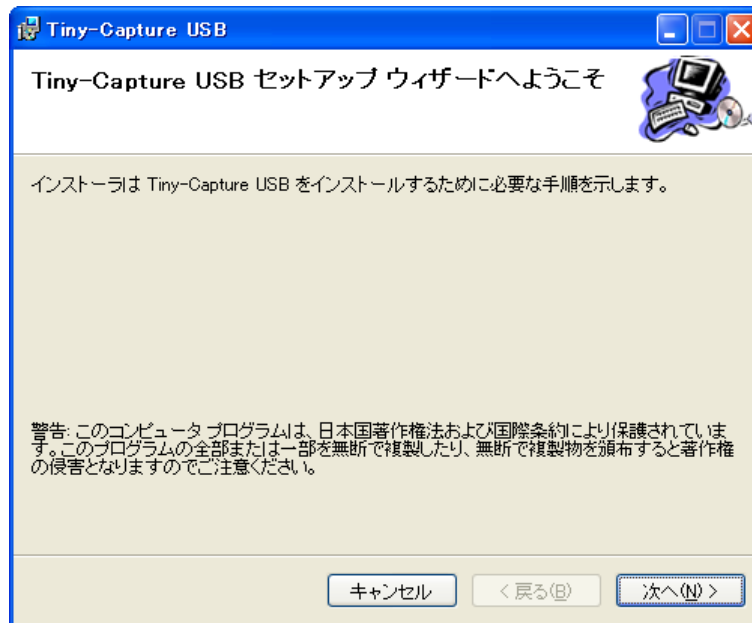 Tiny-Capture USB
Tiny-Capture USB セットアップ ウィザードへようこそ
インストーラは Tiny-Capture USB をインストールするために必要な手順を示します。
警告: このコンピュータ プログラムは、日本国著作権法および国際条約により保護されていま
す。このプログラムの全部または一部を無断で複製したり、無断で複製物を頒布すると著作権
の侵害となりますのでご注意ください。
キャンセル
< 戻る(B)
次へ(N) >